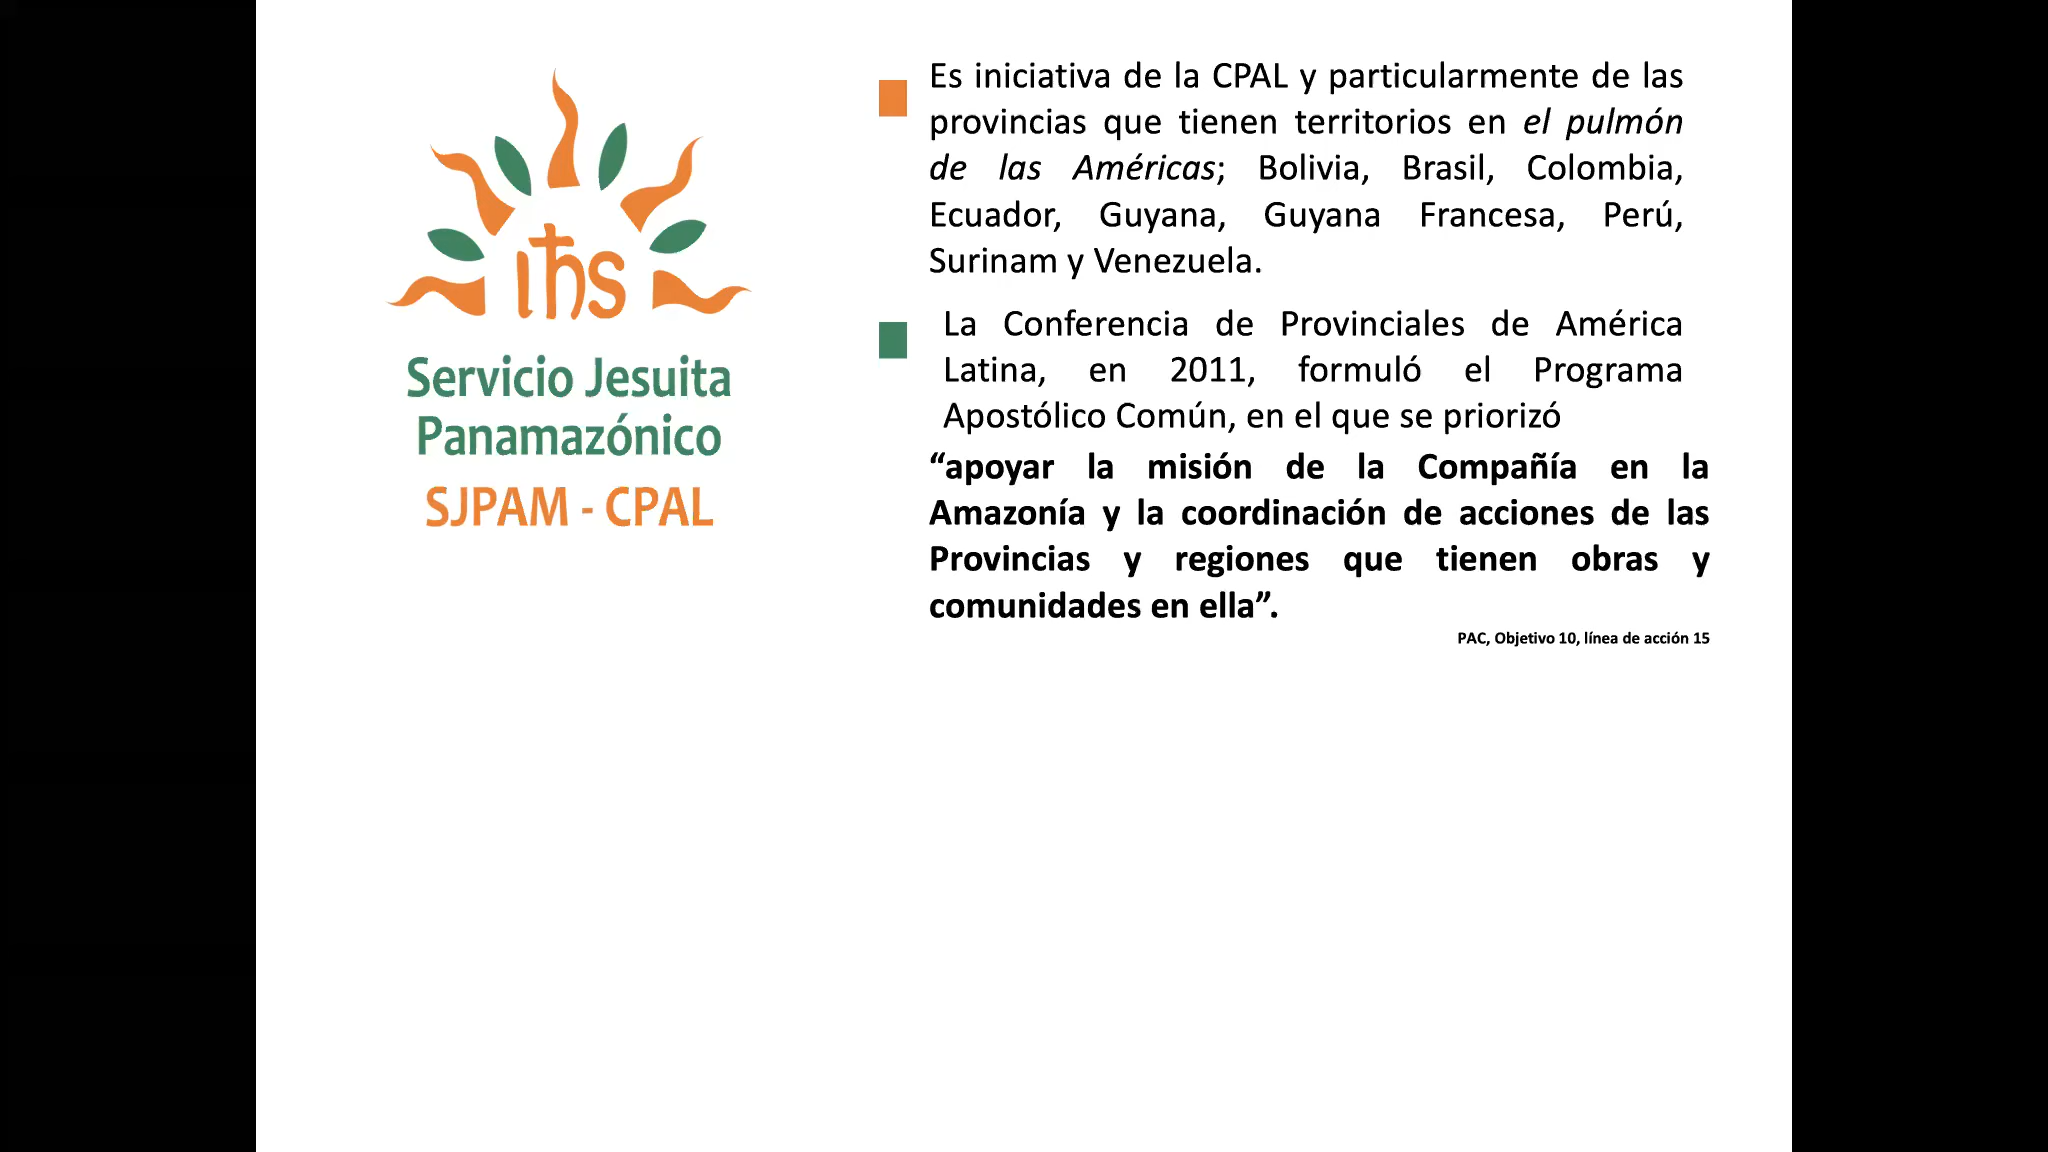 ihs
Servicio Jesuita
Panamazónico
SJPAM - CPAL
Es iniciativa de la CPAL y particularmente de las
provincias que tienen territorios en el pulmón
de las Américas; Bolivia, Brasil, Colombia,
Ecuador, Guyana, Guyana Francesa, Perú,
Surinam y Venezuela.
La Conferencia de Provinciales de América
Latina, en 2011, formuló el Programa
Apostólico Común, en el que se priorizó
“apoyar la misión de la Compañía en la
Amazonía y la coordinación de acciones de las
Provincias y regiones que tienen obras y
comunidades en ella”.
PAC, Objetivo 10, línea de acción 15